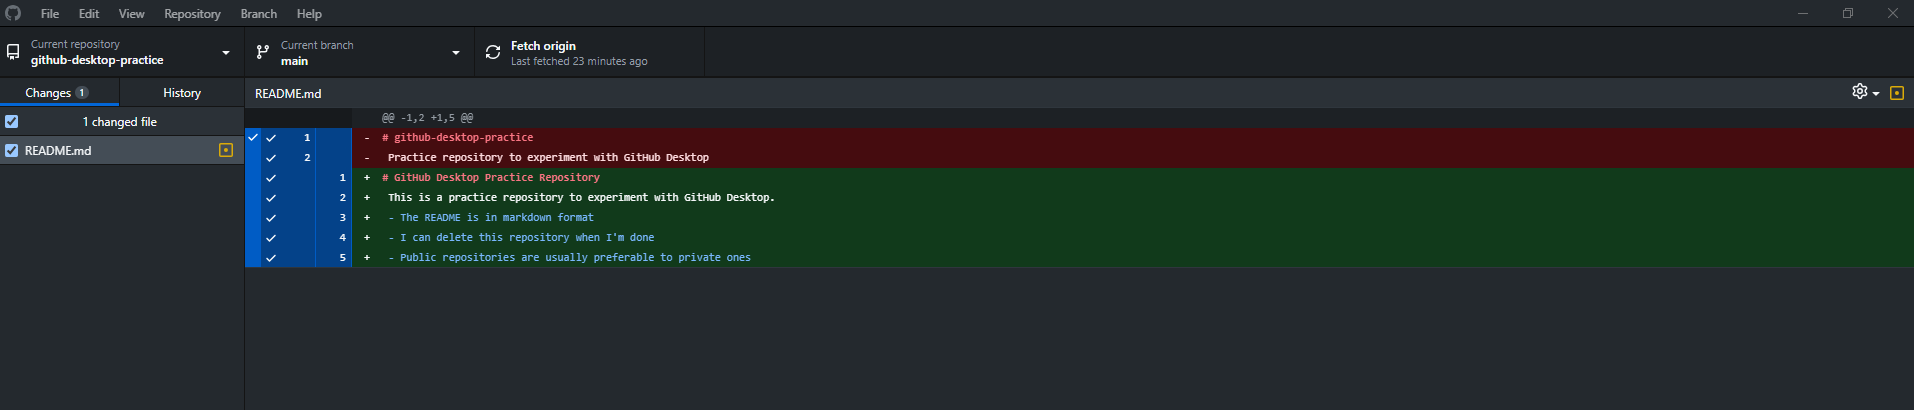 File Edit View Repository Branch Help
Current repository
github-desktop-practice
Current branch
main
Fetch origin
Last fetched 23 minutes ago
Changes 1 History
README.md
1 changed file
README.md
@@ -1,2 +1,5 @@
1 - # github-desktop-practice
2 - Practice repository to experiment with GitHub Desktop
1 + # GitHub Desktop Practice Repository
2 + This is a practice repository to experiment with GitHub Desktop.
3 + - The README is in markdown format
4 + - I can delete this repository when I'm done
5 + - Public repositories are usually preferable to private ones